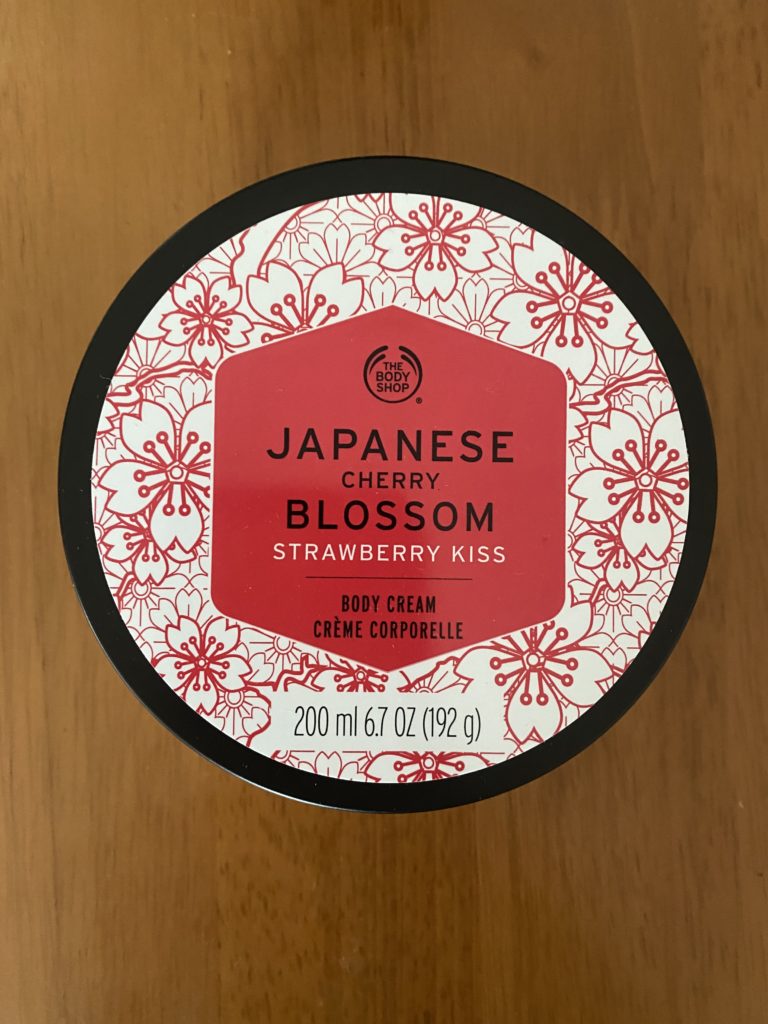 THE
BODY
SHOP
®
JAPANESE
CHERRY
BLOSSOM
STRAWBERRY KISS
BODY CREAM
CRÈME CORPORELLE
200 ml 6.7 OZ (192 g)